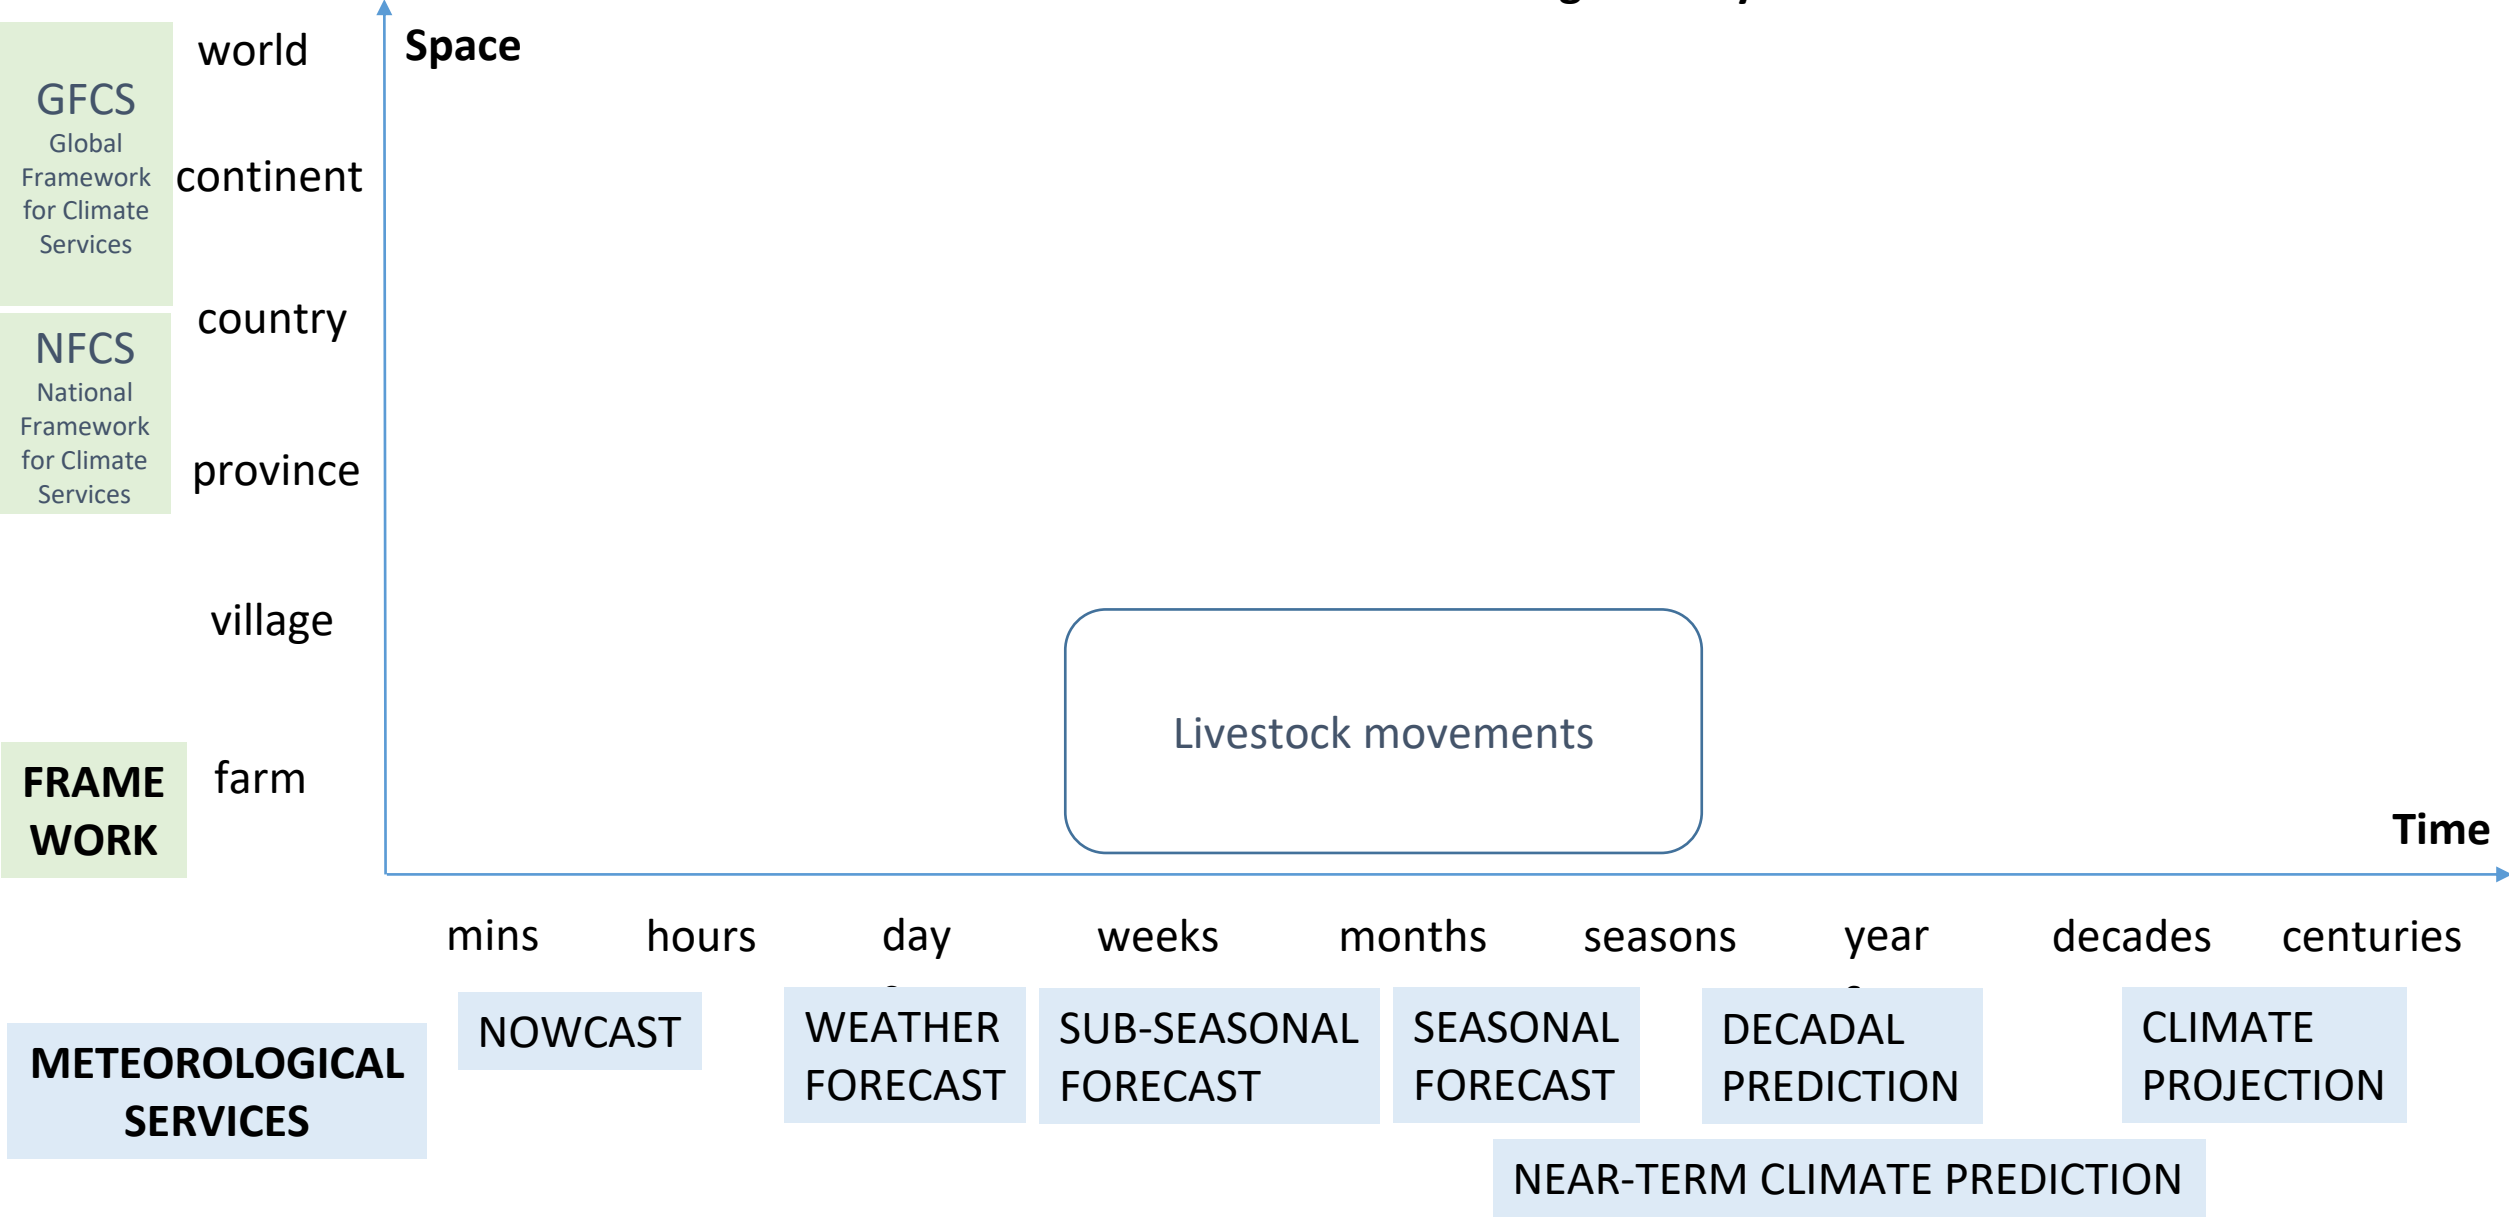 world
Space
GFCS
Global
Framework
for Climate
Services
continent
country
NFCS
National
Framework
for Climate
Services
province
village
Livestock movements
farm
FRAME
WORK
Time
mins hours day weeks months seasons year decades centuries
METEOROLOGICAL
SERVICES
NOWCAST
WEATHER
FORECAST
SUB-SEASONAL
FORECAST
SEASONAL
FORECAST
DECADAL
PREDICTION
CLIMATE
PROJECTION
NEAR-TERM CLIMATE PREDICTION